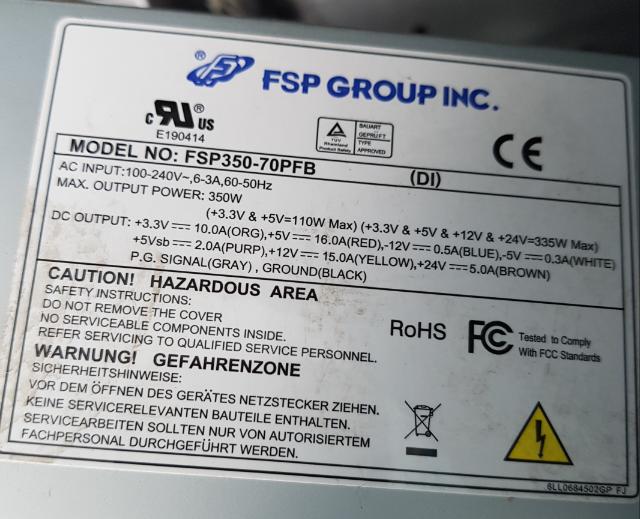 FSP GROUP INC.
c RU US
E190414
TÜV Rheinland Product Safety
BAUART GEPRÜFT TYPE APPROVED
CE
MODEL NO: FSP350-70PFB (DI)
AC INPUT:100-240V~,6-3A,60-50Hz
MAX. OUTPUT POWER: 350W
(+3.3V & +5V=110W Max) (+3.3V & +5V & +12V & +24V=335W Max)
DC OUTPUT: +3.3V 10.0A(ORG),+5V 16.0A(RED),-12V 0.5A(BLUE),-5V 0.3A(WHITE)
+5Vsb 2.0A(PURP),+12V 15.0A(YELLOW),+24V 5.0A(BROWN)
P.G. SIGNAL(GRAY) , GROUND(BLACK)
CAUTION! HAZARDOUS AREA
SAFETY INSTRUCTIONS:
DO NOT REMOVE THE COVER
NO SERVICEABLE COMPONENTS INSIDE.
REFER SERVICING TO QUALIFIED SERVICE PERSONNEL.
RoHS
FC
Tested to Comply
With FCC Standards
WARNUNG! GEFAHRENZONE
SICHERHEITSHINWEISE:
VOR DEM ÖFFNEN DES GERÄTES NETZSTECKER ZIEHEN.
KEINE SERVICERELEVANTEN BAUTEILE ENTHALTEN.
SERVICEARBEITEN SOLLTEN NUR VON AUTORISIERTEM
FACHPERSONAL DURCHGEFÜHRT WERDEN.
6LL0684502GP FJ